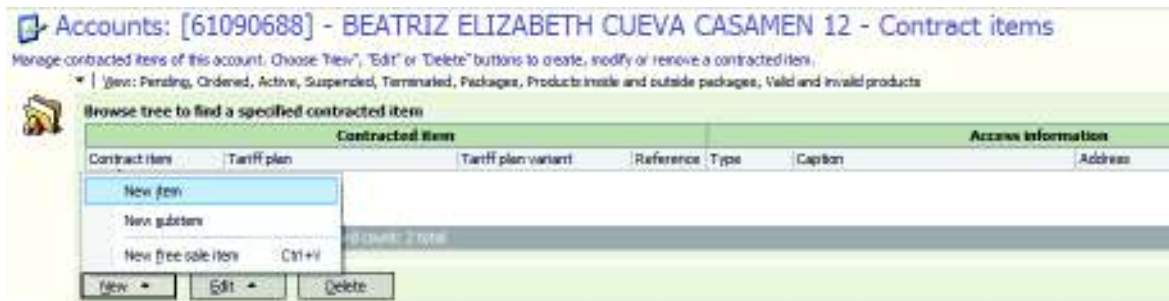 Accounts: [61090688] - BEATRIZ ELIZABETH CUEVA CASAMEN 12 - Contract items
Manage contracted items of this account. Choose "New", "Edit" or "Delete" buttons to create, modify or remove a contracted item.
View: Pending, Ordered, Active, Suspended, Terminated, Packages, Products inside and outside packages, Valid and invalid products
Browse tree to find a specified contracted item
Contracted Item Access information
Contract item Tariff plan Tariff plan variant Reference Type Caption Address
New item
New subitem
count: 2 total
New free sale item Ctrl+V
New Edit Delete